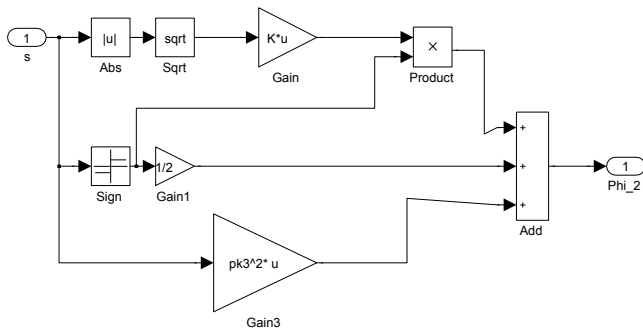 1
s
|u|
Abs
sqrt
Sqrt
K*u
Gain
×
Product
Sign
1/2
Gain1
pk3^2* u
Gain3
+
+
+
Add
1
Phi_2